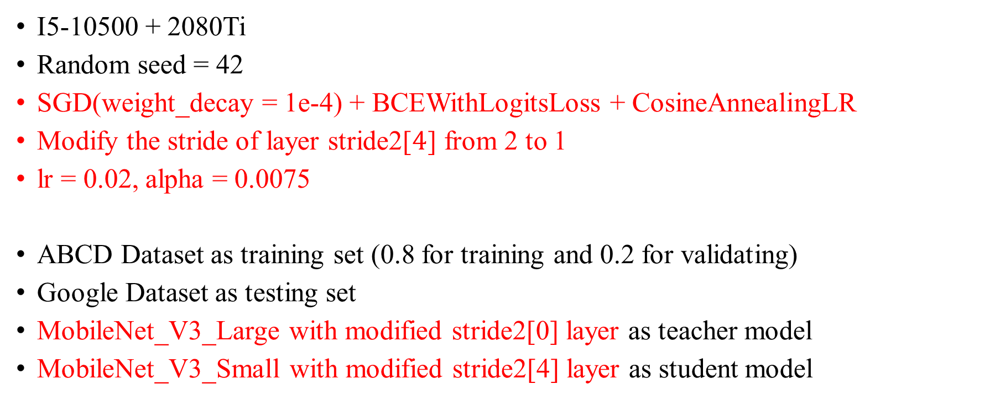 • I5-10500 + 2080Ti
• Random seed = 42
• SGD(weight_decay = 1e-4) + BCEWithLogitsLoss + CosineAnnealingLR
• Modify the stride of layer stride2[4] from 2 to 1
• lr = 0.02, alpha = 0.0075
• ABCD Dataset as training set (0.8 for training and 0.2 for validating)
• Google Dataset as testing set
• MobileNet_V3_Large with modified stride2[0] layer as teacher model
• MobileNet_V3_Small with modified stride2[4] layer as student model